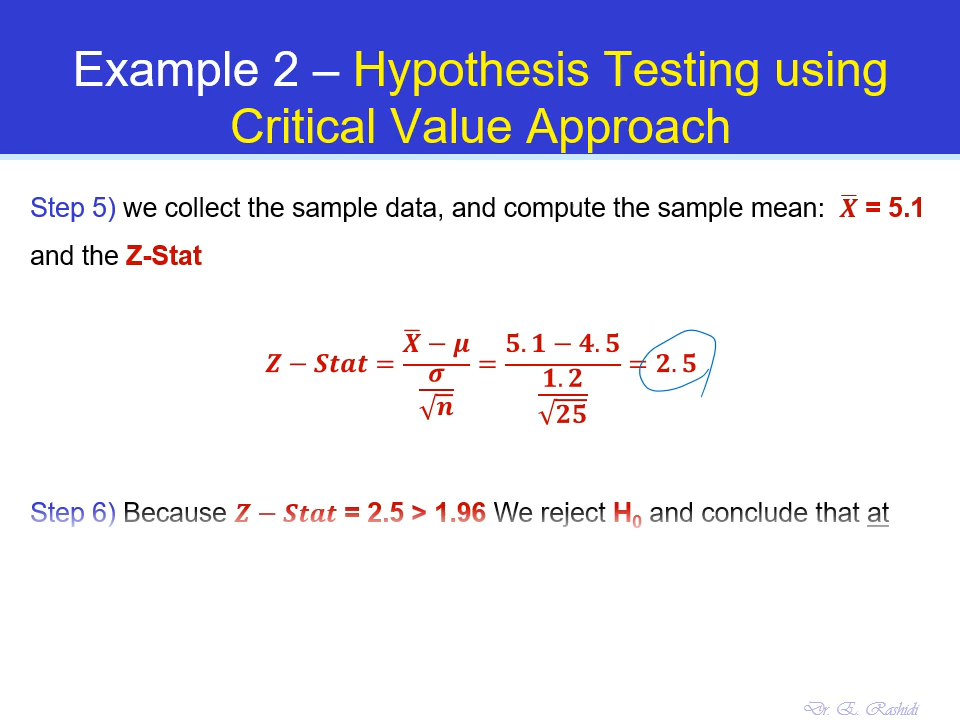 Example 2 – Hypothesis Testing using
Critical Value Approach
Step 5) we collect the sample data, and compute the sample mean: X̅ = 5.1
and the Z-Stat
Z − Stat = (X̅ − μ) / (σ / √n) = (5.1 − 4.5) / (1.2 / √25) = 2.5
Step 6) Because Z − Stat = 2.5 > 1.96 We reject H₀ and conclude that at
Dr. E. Rashidi